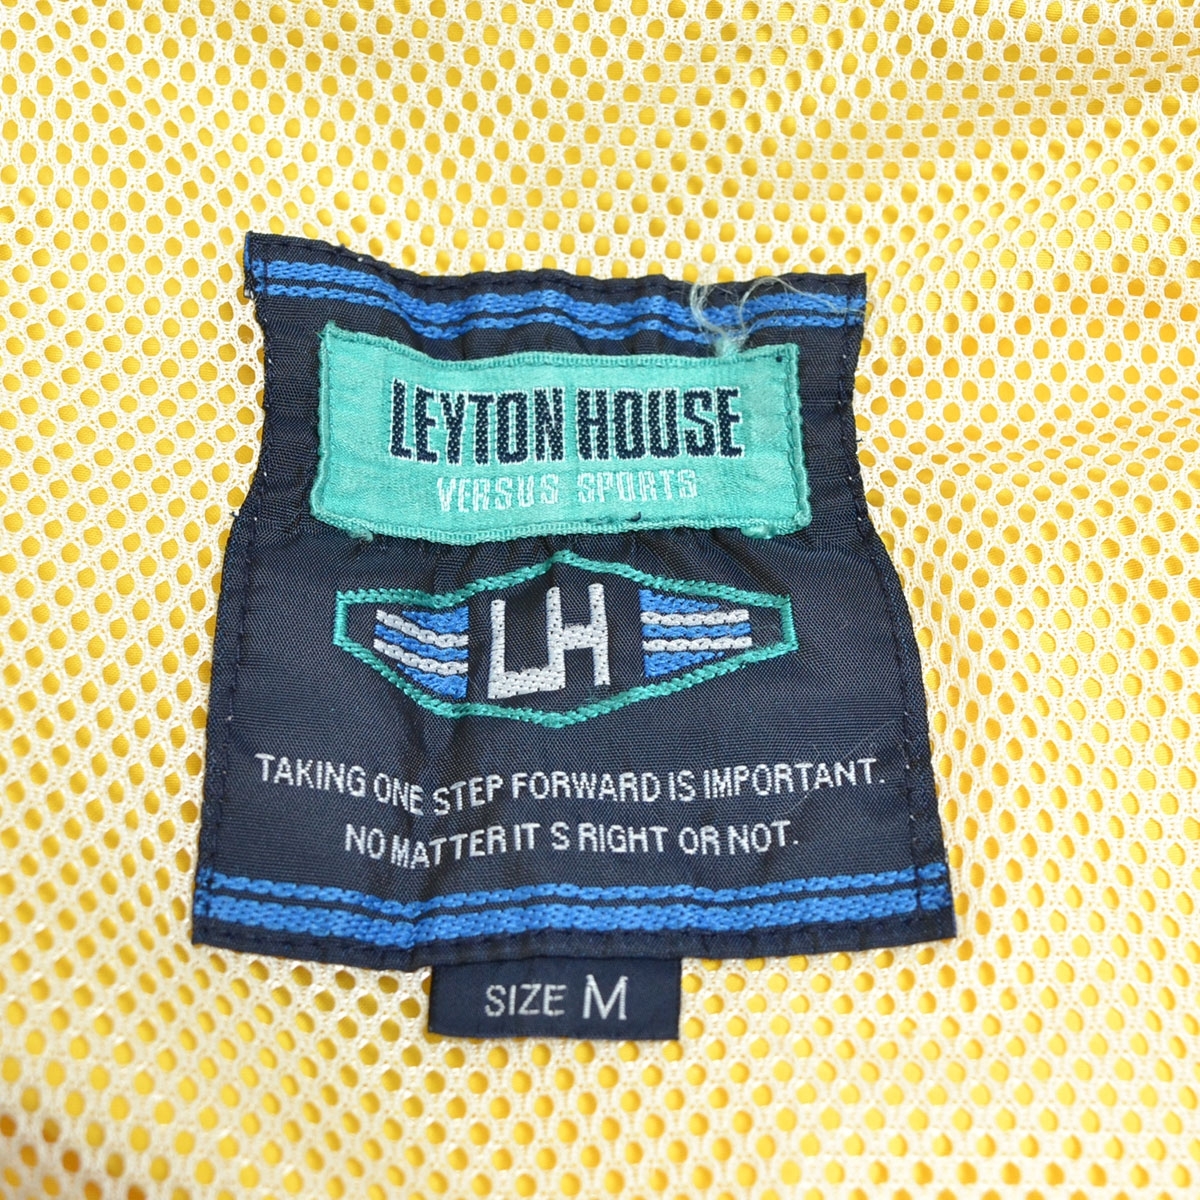 LEYTON HOUSE
VERSUS SPORTS
LH
TAKING ONE STEP FORWARD IS IMPORTANT.
NO MATTER IT S RIGHT OR NOT.
SIZE M